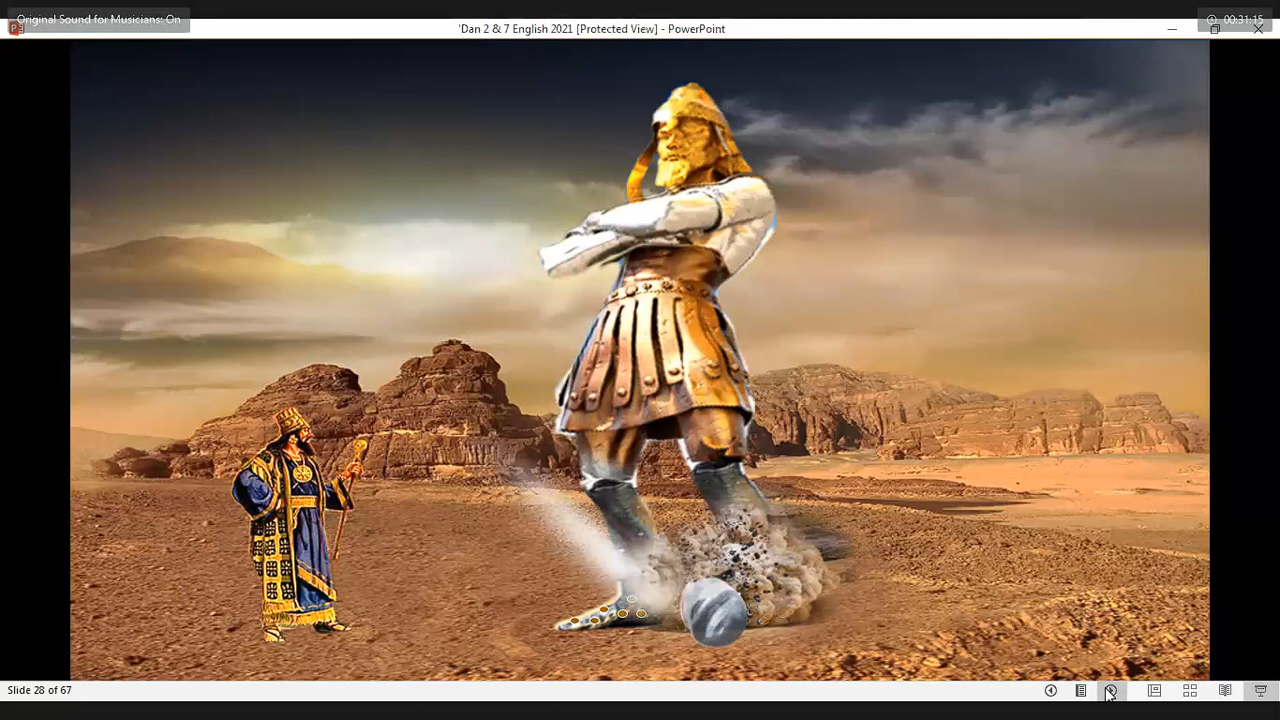 Original Sound for Musicians: On
00:31:15
'Dan 2 & 7 English 2021 [Protected View] - PowerPoint
Slide 28 of 67